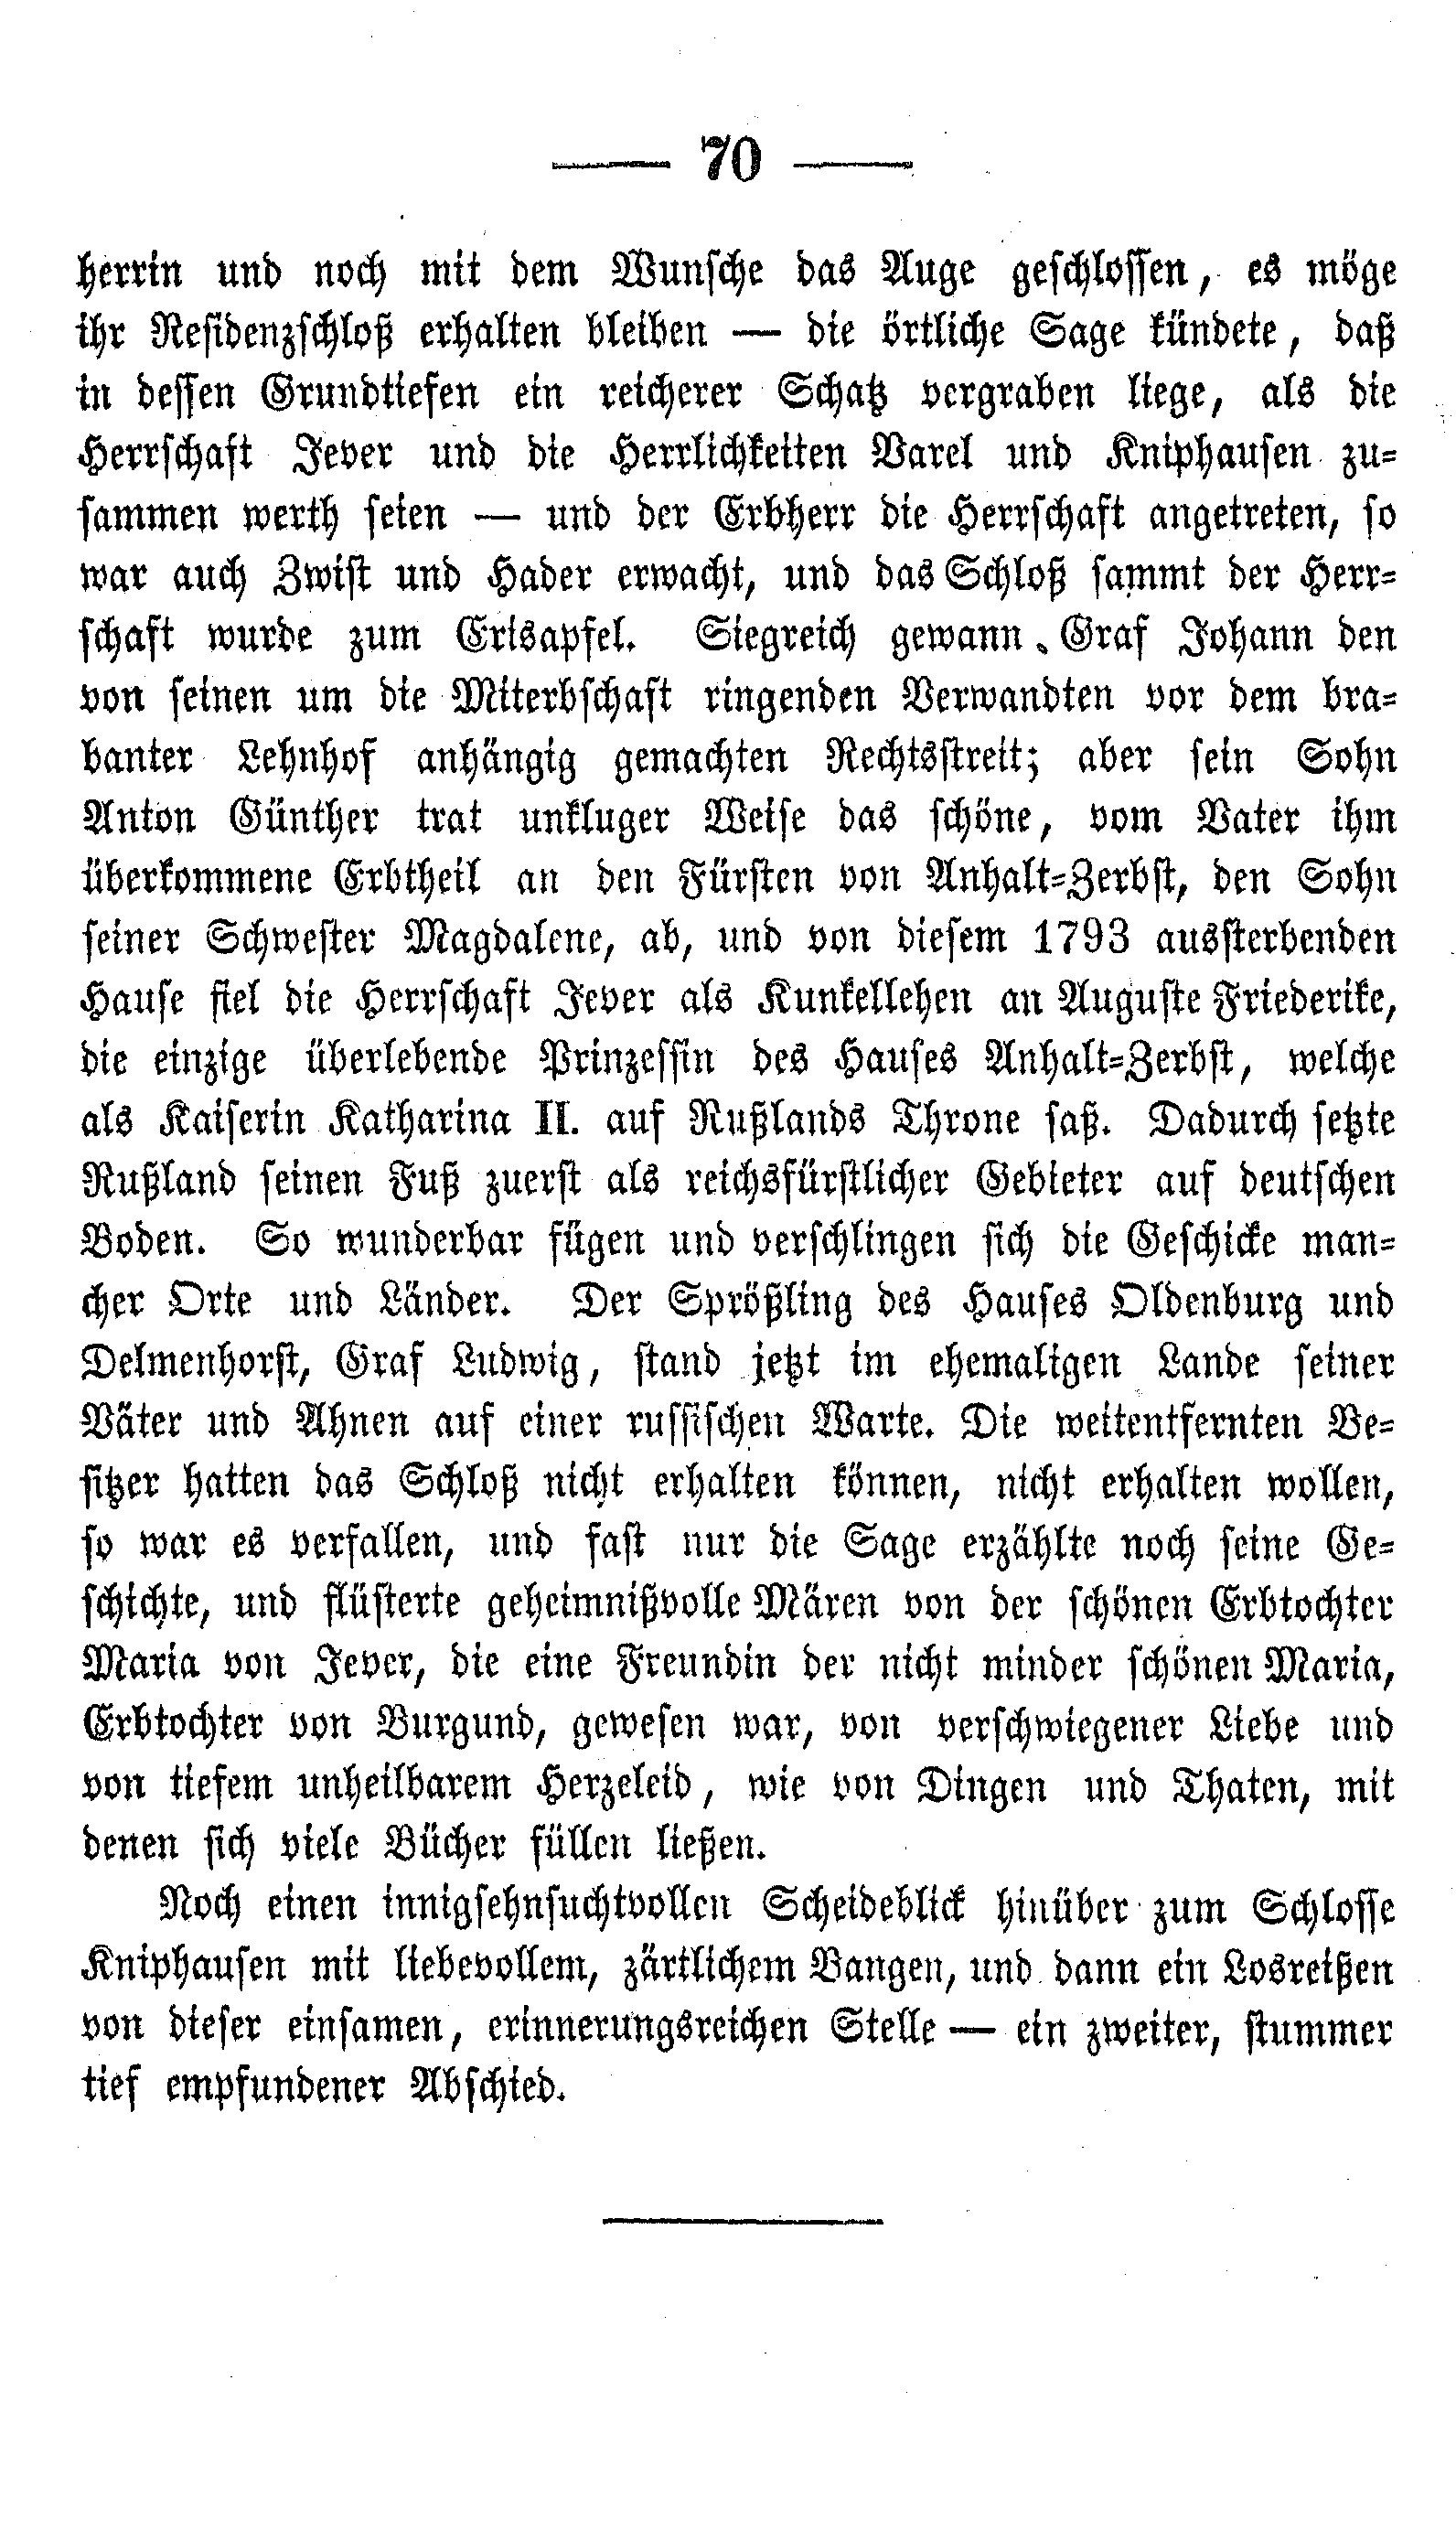 — 70 —
herrin und noch mit dem Wunsche das Auge geschlossen, es möge
ihr Residenzschloß erhalten bleiben — die örtliche Sage kündete, daß
in dessen Grundtiefen ein reicherer Schatz vergraben liege, als die
Herrschaft Jever und die Herrlichkeiten Varel und Kniphausen zu-
sammen werth seien — und der Erbherr die Herrschaft angetreten, so
war auch Zwist und Hader erwacht, und das Schloß sammt der Herr-
schaft wurde zum Erisapfel. Siegreich gewann Graf Johann den
von seinen um die Miterbschaft ringenden Verwandten vor dem bra-
banter Lehnhof anhängig gemachten Rechtsstreit; aber sein Sohn
Anton Günther trat unkluger Weise das schöne, vom Vater ihm
überkommene Erbtheil an den Fürsten von Anhalt-Zerbst, den Sohn
seiner Schwester Magdalene, ab, und von diesem 1793 aussterbenden
Hause fiel die Herrschaft Jever als Kunkellehen an Auguste Friederike,
die einzige überlebende Prinzessin des Hauses Anhalt-Zerbst, welche
als Kaiserin Katharina II. auf Rußlands Throne saß. Dadurch setzte
Rußland seinen Fuß zuerst als reichsfürstlicher Gebieter auf deutschen
Boden. So wunderbar fügen und verschlingen sich die Geschicke man-
cher Orte und Länder. Der Sprößling des Hauses Oldenburg und
Delmenhorst, Graf Ludwig, stand jetzt im ehemaligen Lande seiner
Väter und Ahnen auf einer russischen Warte. Die weitentfernten Be-
sitzer hatten das Schloß nicht erhalten können, nicht erhalten wollen,
so war es verfallen, und fast nur die Sage erzählte noch seine Ge-
schichte, und flüsterte geheimnißvolle Mären von der schönen Erbtochter
Maria von Jever, die eine Freundin der nicht minder schönen Maria,
Erbtochter von Burgund, gewesen war, von verschwiegener Liebe und
von tiefem unheilbarem Herzeleid, wie von Dingen und Thaten, mit
denen sich viele Bücher füllen ließen.
Noch einen innigsehnsuchtvollen Scheideblick hinüber zum Schlosse
Kniphausen mit liebevollem, zärtlichem Bangen, und dann ein Losreißen
von dieser einsamen, erinnerungsreichen Stelle — ein zweiter, stummer
tief empfundener Abschied.